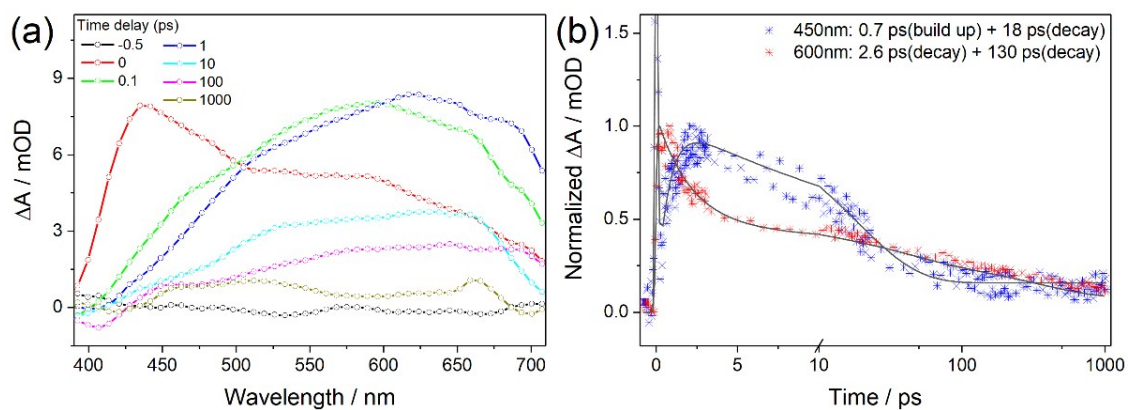 (a)
Time delay (ps)
-0.5 1
0 10
0.1 100
1000
9
6
3
0
ΔA / mOD
400 450 500 550 600 650 700
Wavelength / nm
(b)
450nm: 0.7 ps(build up) + 18 ps(decay)
600nm: 2.6 ps(decay) + 130 ps(decay)
1.5
1.0
0.5
0.0
Normalized ΔA / mOD
0 5 10 100 1000
Time / ps